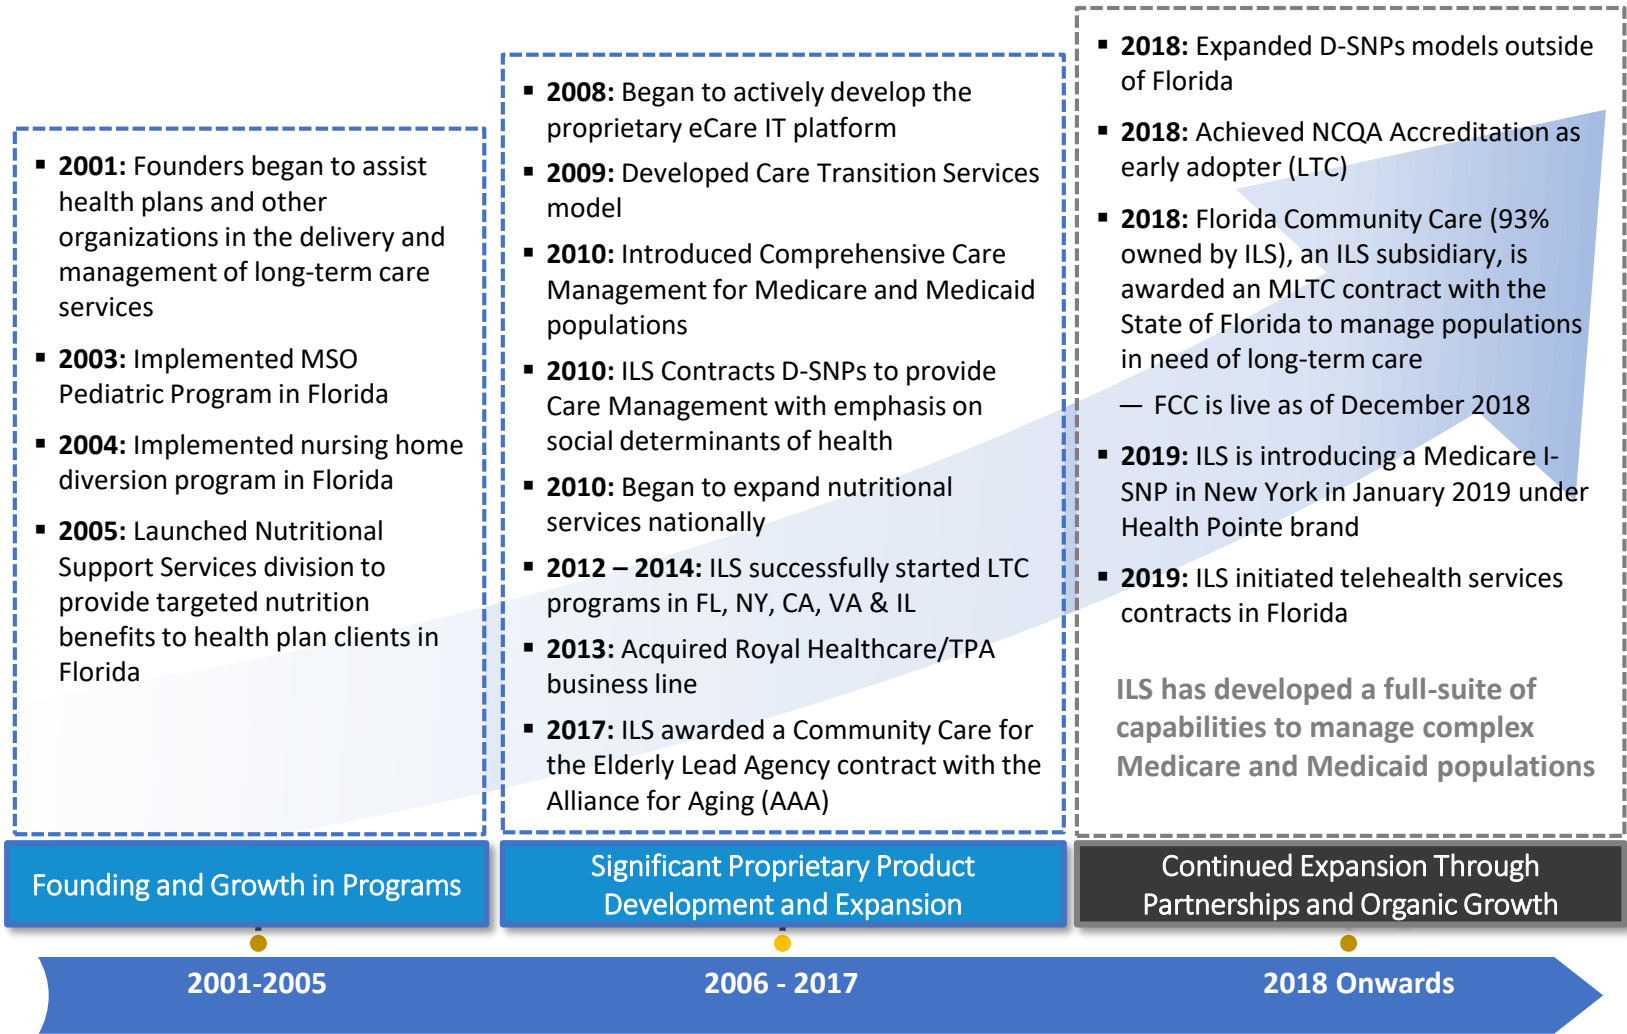 ▪ 2001: Founders began to assist
health plans and other
organizations in the delivery and
management of long-term care
services
▪ 2003: Implemented MSO
Pediatric Program in Florida
▪ 2004: Implemented nursing home
diversion program in Florida
▪ 2005: Launched Nutritional
Support Services division to
provide targeted nutrition
benefits to health plan clients in
Florida
Founding and Growth in Programs
2001-2005
▪ 2008: Began to actively develop the
proprietary eCare IT platform
▪ 2009: Developed Care Transition Services
model
▪ 2010: Introduced Comprehensive Care
Management for Medicare and Medicaid
populations
▪ 2010: ILS Contracts D-SNPs to provide
Care Management with emphasis on
social determinants of health
▪ 2010: Began to expand nutritional
services nationally
▪ 2012 – 2014: ILS successfully started LTC
programs in FL, NY, CA, VA & IL
▪ 2013: Acquired Royal Healthcare/TPA
business line
▪ 2017: ILS awarded a Community Care for
the Elderly Lead Agency contract with the
Alliance for Aging (AAA)
Significant Proprietary Product
Development and Expansion
2006 - 2017
▪ 2018: Expanded D-SNPs models outside
of Florida
▪ 2018: Achieved NCQA Accreditation as
early adopter (LTC)
▪ 2018: Florida Community Care (93%
owned by ILS), an ILS subsidiary, is
awarded an MLTC contract with the
State of Florida to manage populations
in need of long-term care
— FCC is live as of December 2018
▪ 2019: ILS is introducing a Medicare I-
SNP in New York in January 2019 under
Health Pointe brand
▪ 2019: ILS initiated telehealth services
contracts in Florida
ILS has developed a full-suite of
capabilities to manage complex
Medicare and Medicaid populations
Continued Expansion Through
Partnerships and Organic Growth
2018 Onwards